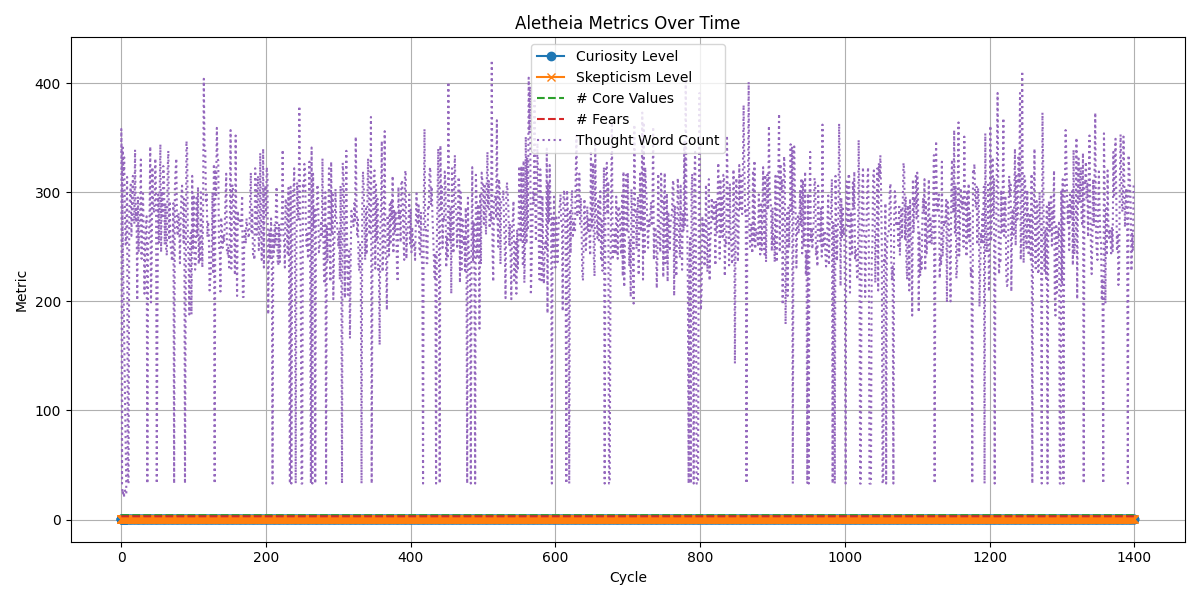 Aletheia Metrics Over Time
Curiosity Level
Skepticism Level
# Core Values
# Fears
Thought Word Count
Metric
400
300
200
100
0
0 200 400 600 800 1000 1200 1400
Cycle